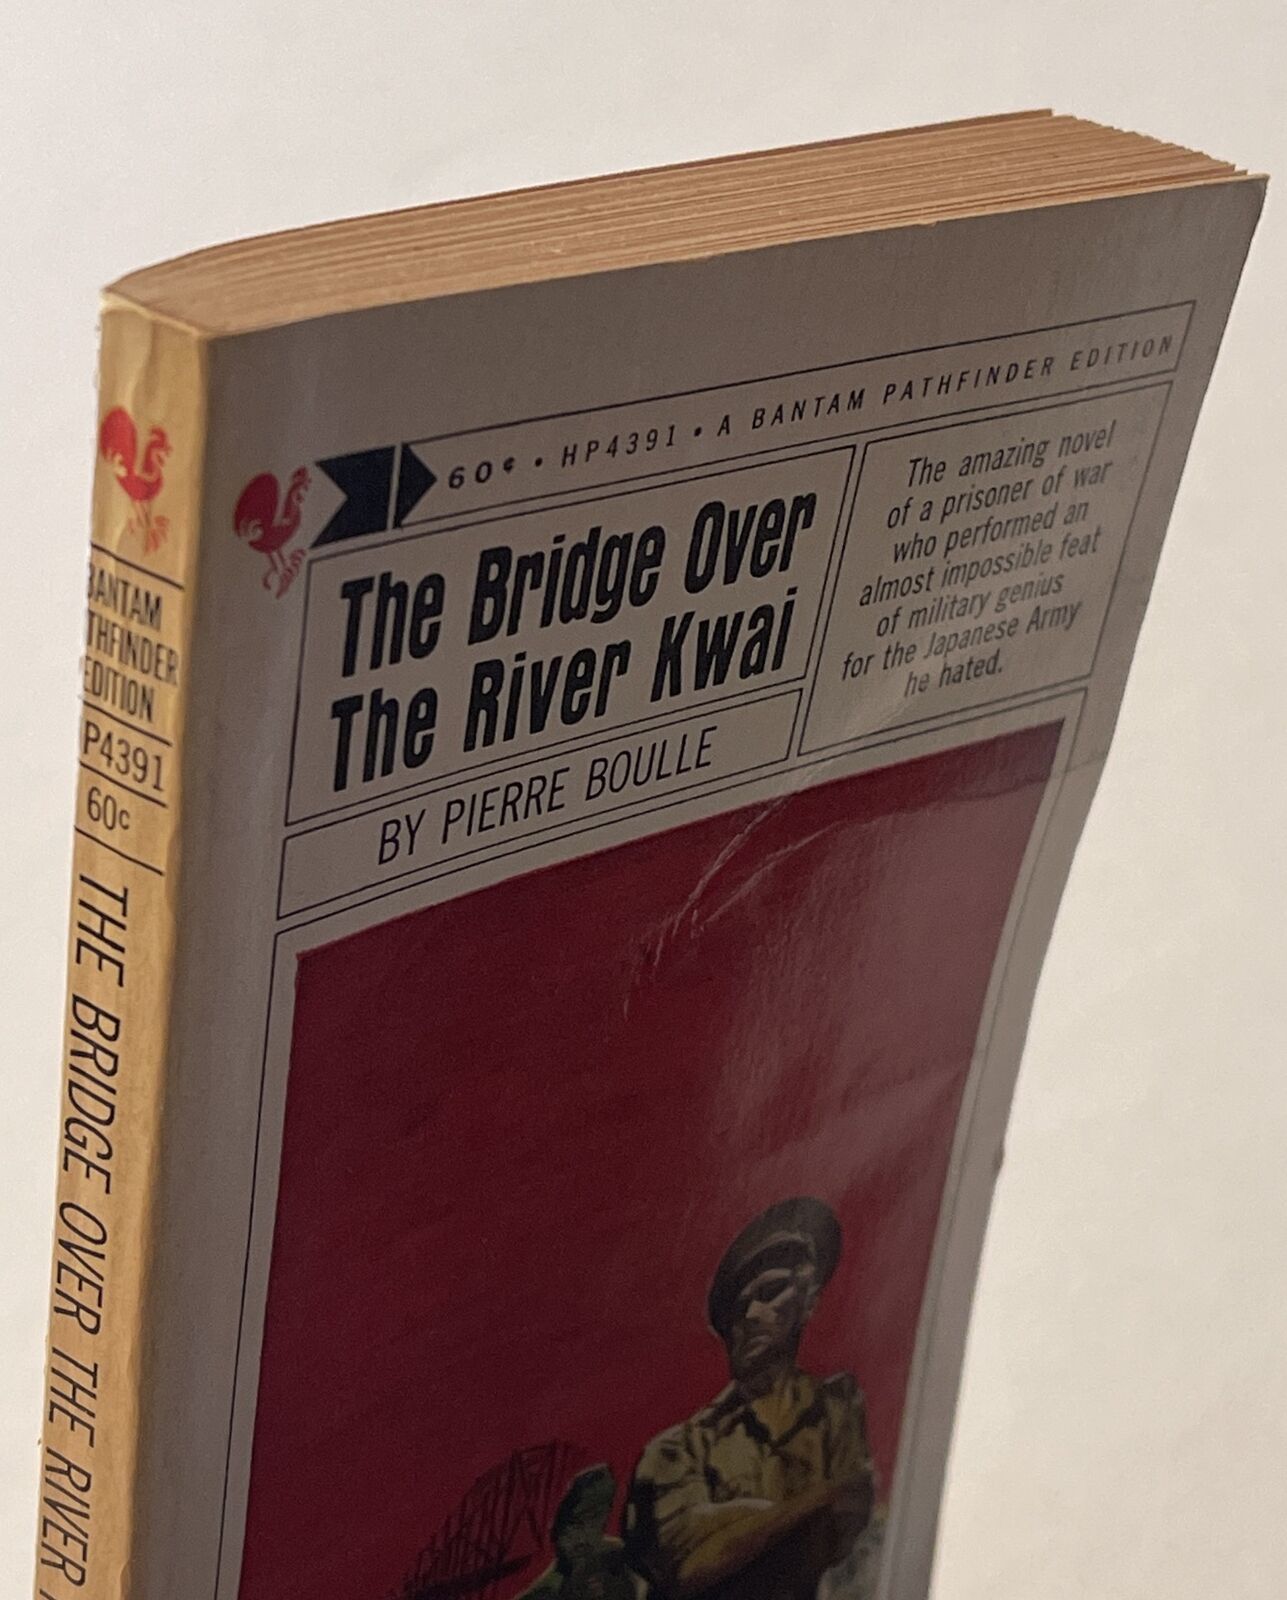 60¢ • HP4391 • A BANTAM PATHFINDER EDITION
The Bridge Over
The River Kwai
BY PIERRE BOULLE
The amazing novel
of a prisoner of war
who performed an
almost impossible feat
of military genius
for the Japanese Army
he hated.
BANTAM
THFINDER
EDITION
P4391
60c
THE BRIDGE OVER THE RIVER